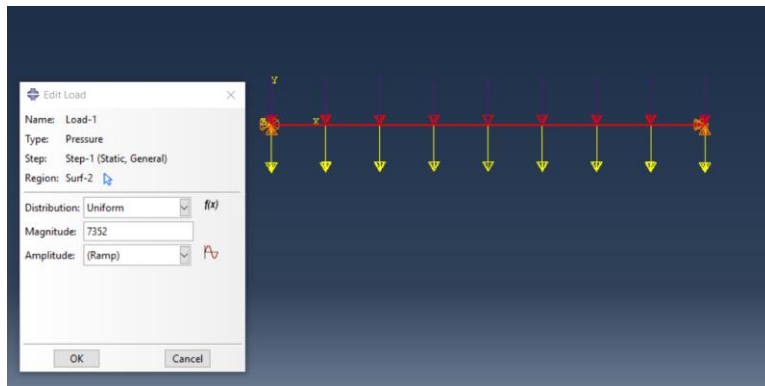 Edit Load
Name: Load-1
Type: Pressure
Step: Step-1 (Static, General)
Region: Surf-2
Distribution: Uniform f(x)
Magnitude: 7352
Amplitude: (Ramp)
OK Cancel
Y
X